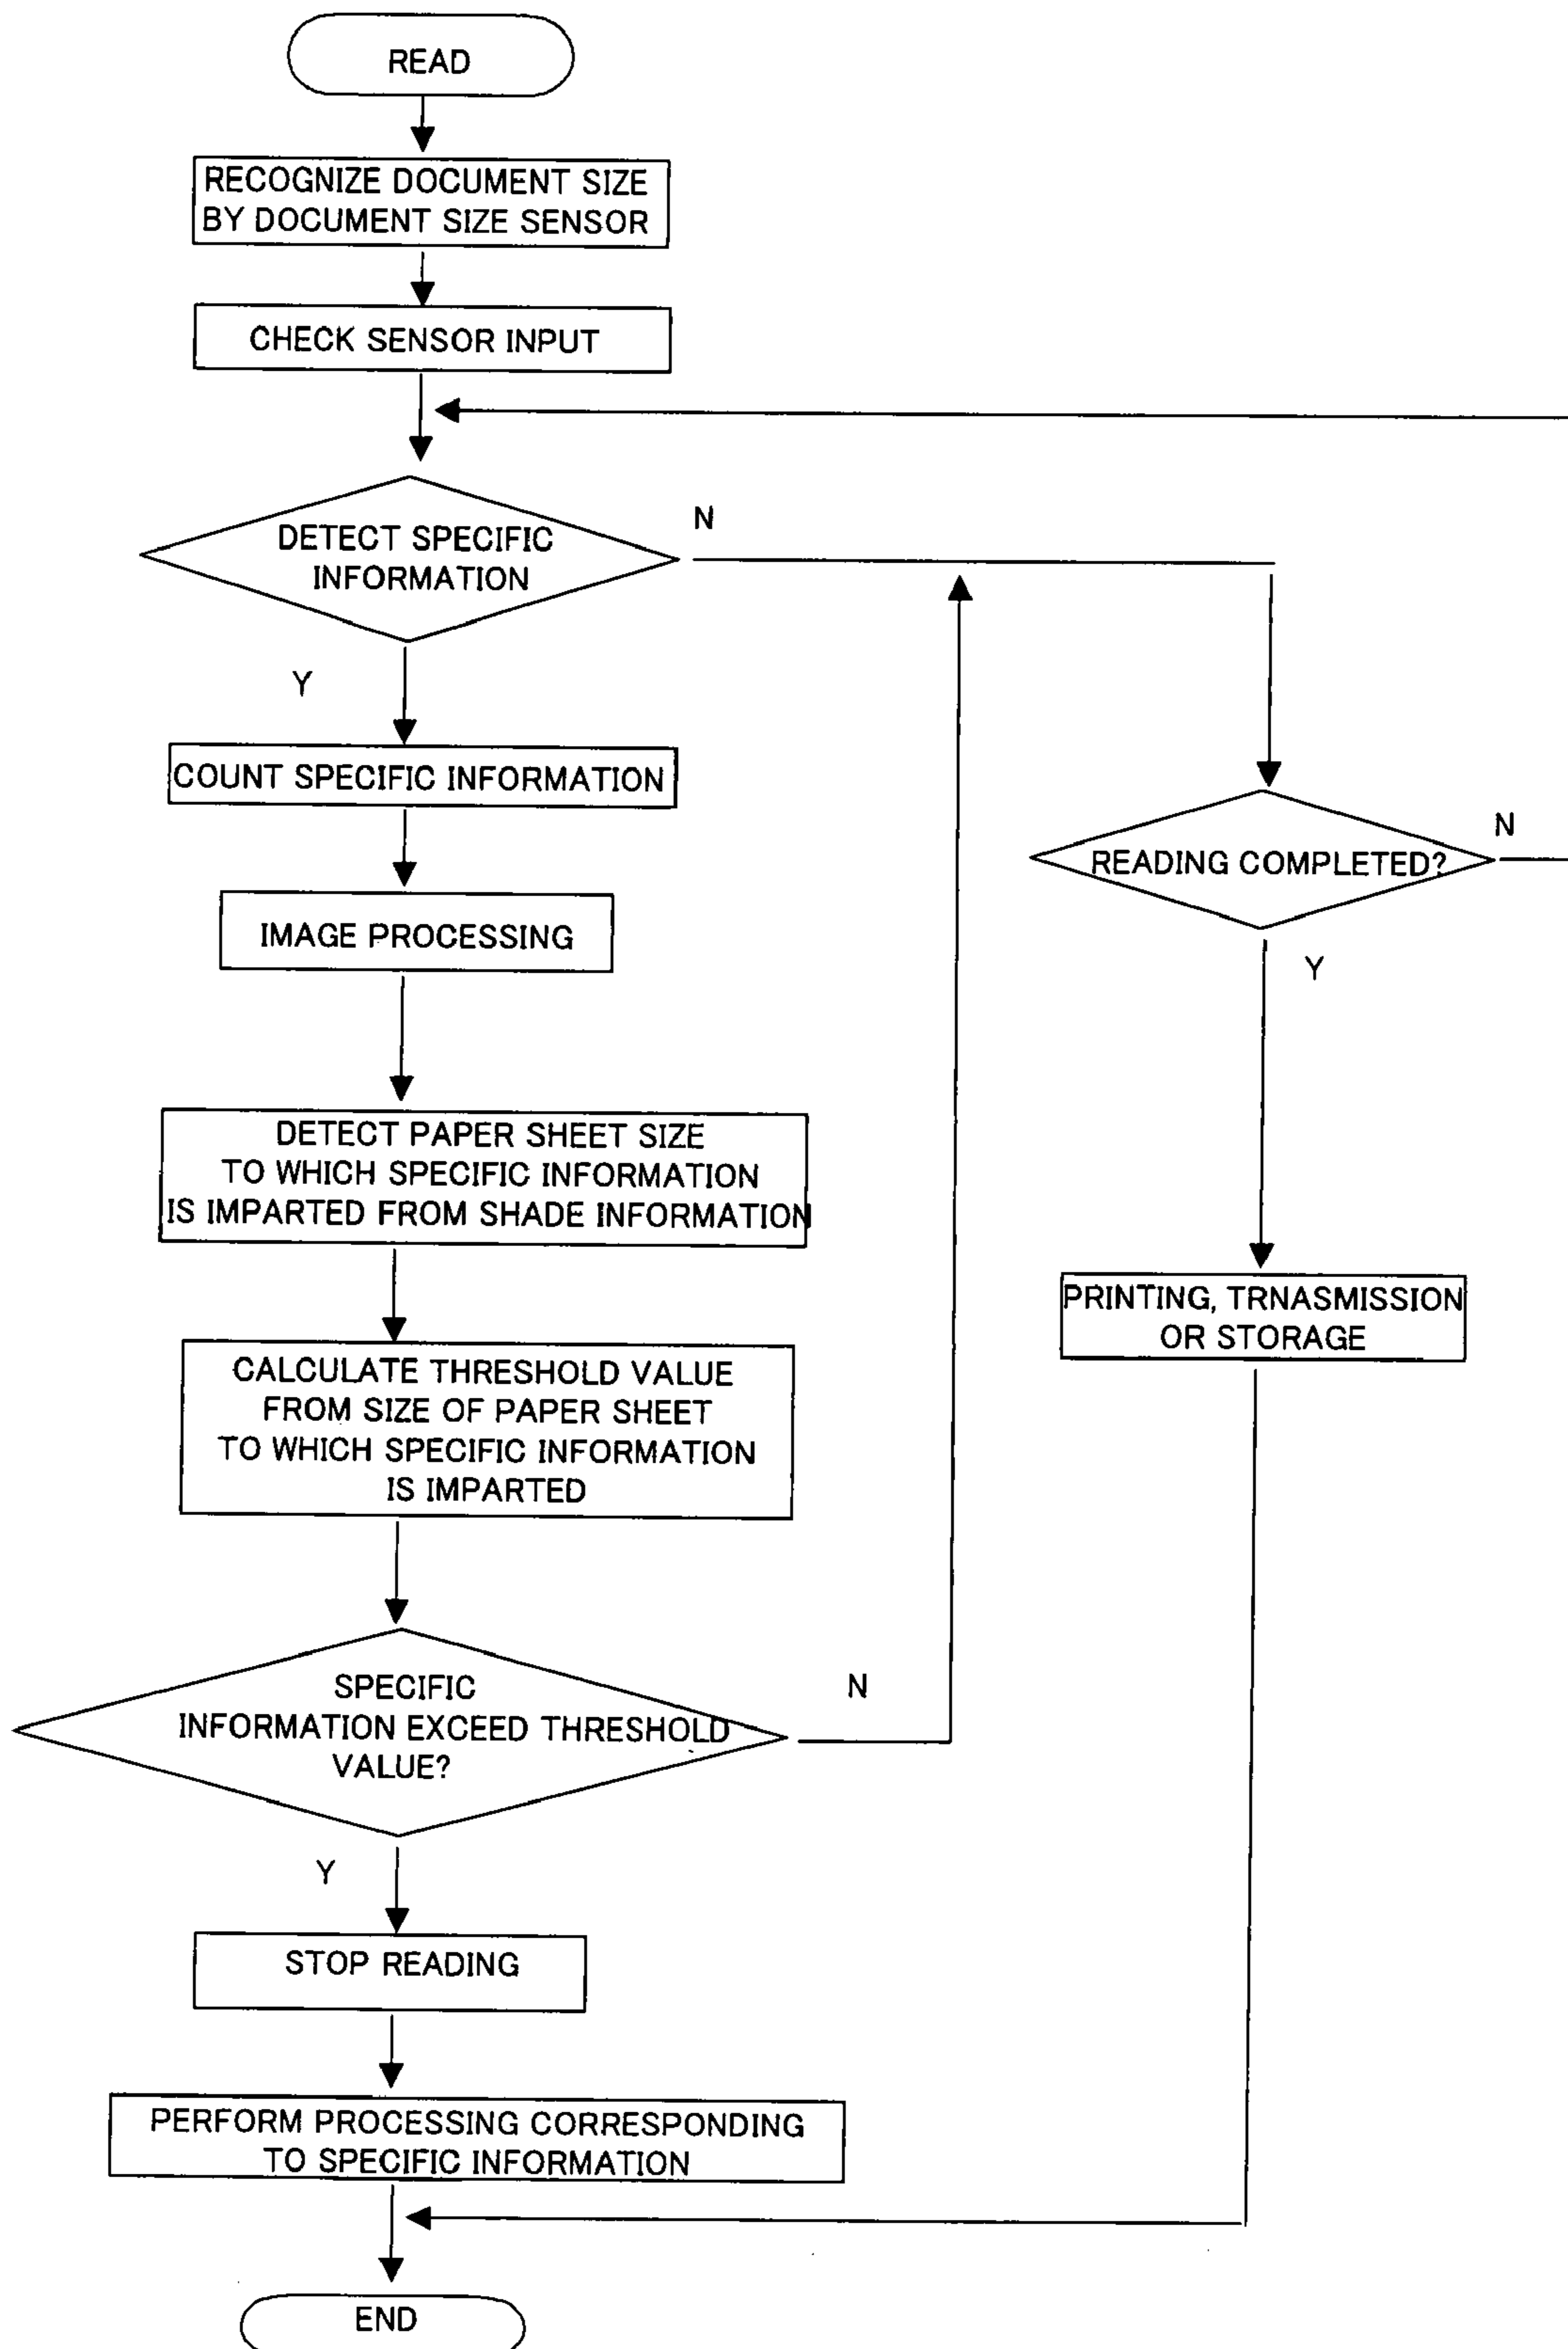 READ
RECOGNIZE DOCUMENT SIZE
BY DOCUMENT SIZE SENSOR
CHECK SENSOR INPUT
DETECT SPECIFIC
INFORMATION
N
Y
COUNT SPECIFIC INFORMATION
READING COMPLETED?
N
IMAGE PROCESSING
Y
DETECT PAPER SHEET SIZE
TO WHICH SPECIFIC INFORMATION
IS IMPARTED FROM SHADE INFORMATION
PRINTING, TRNASMISSION
OR STORAGE
CALCULATE THRESHOLD VALUE
FROM SIZE OF PAPER SHEET
TO WHICH SPECIFIC INFORMATION
IS IMPARTED
SPECIFIC
INFORMATION EXCEED THRESHOLD
VALUE?
N
Y
STOP READING
PERFORM PROCESSING CORRESPONDING
TO SPECIFIC INFORMATION
END